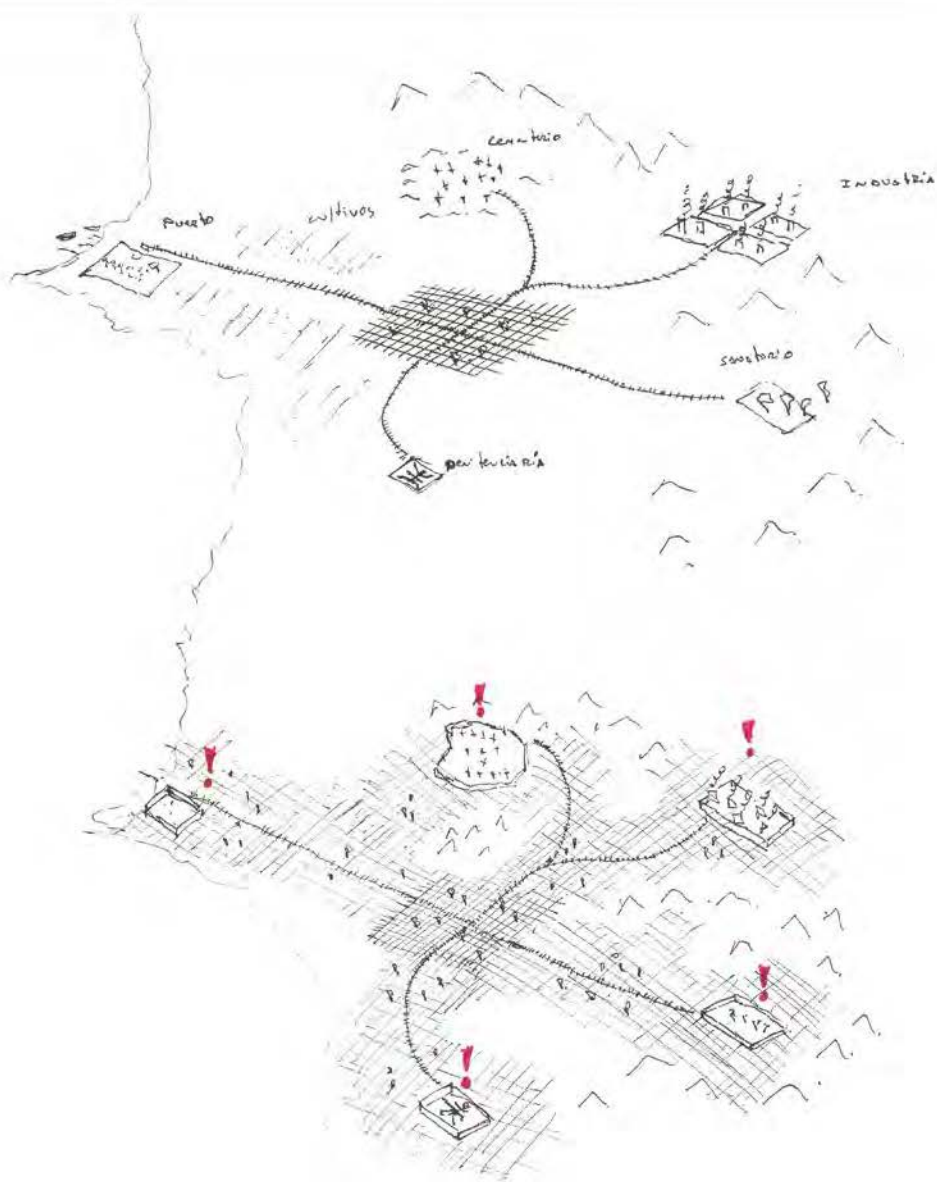 cementerio
INDUSTRIA
cultivos
puerto
sanatorio
penitenciaría
!
!
!
!
!